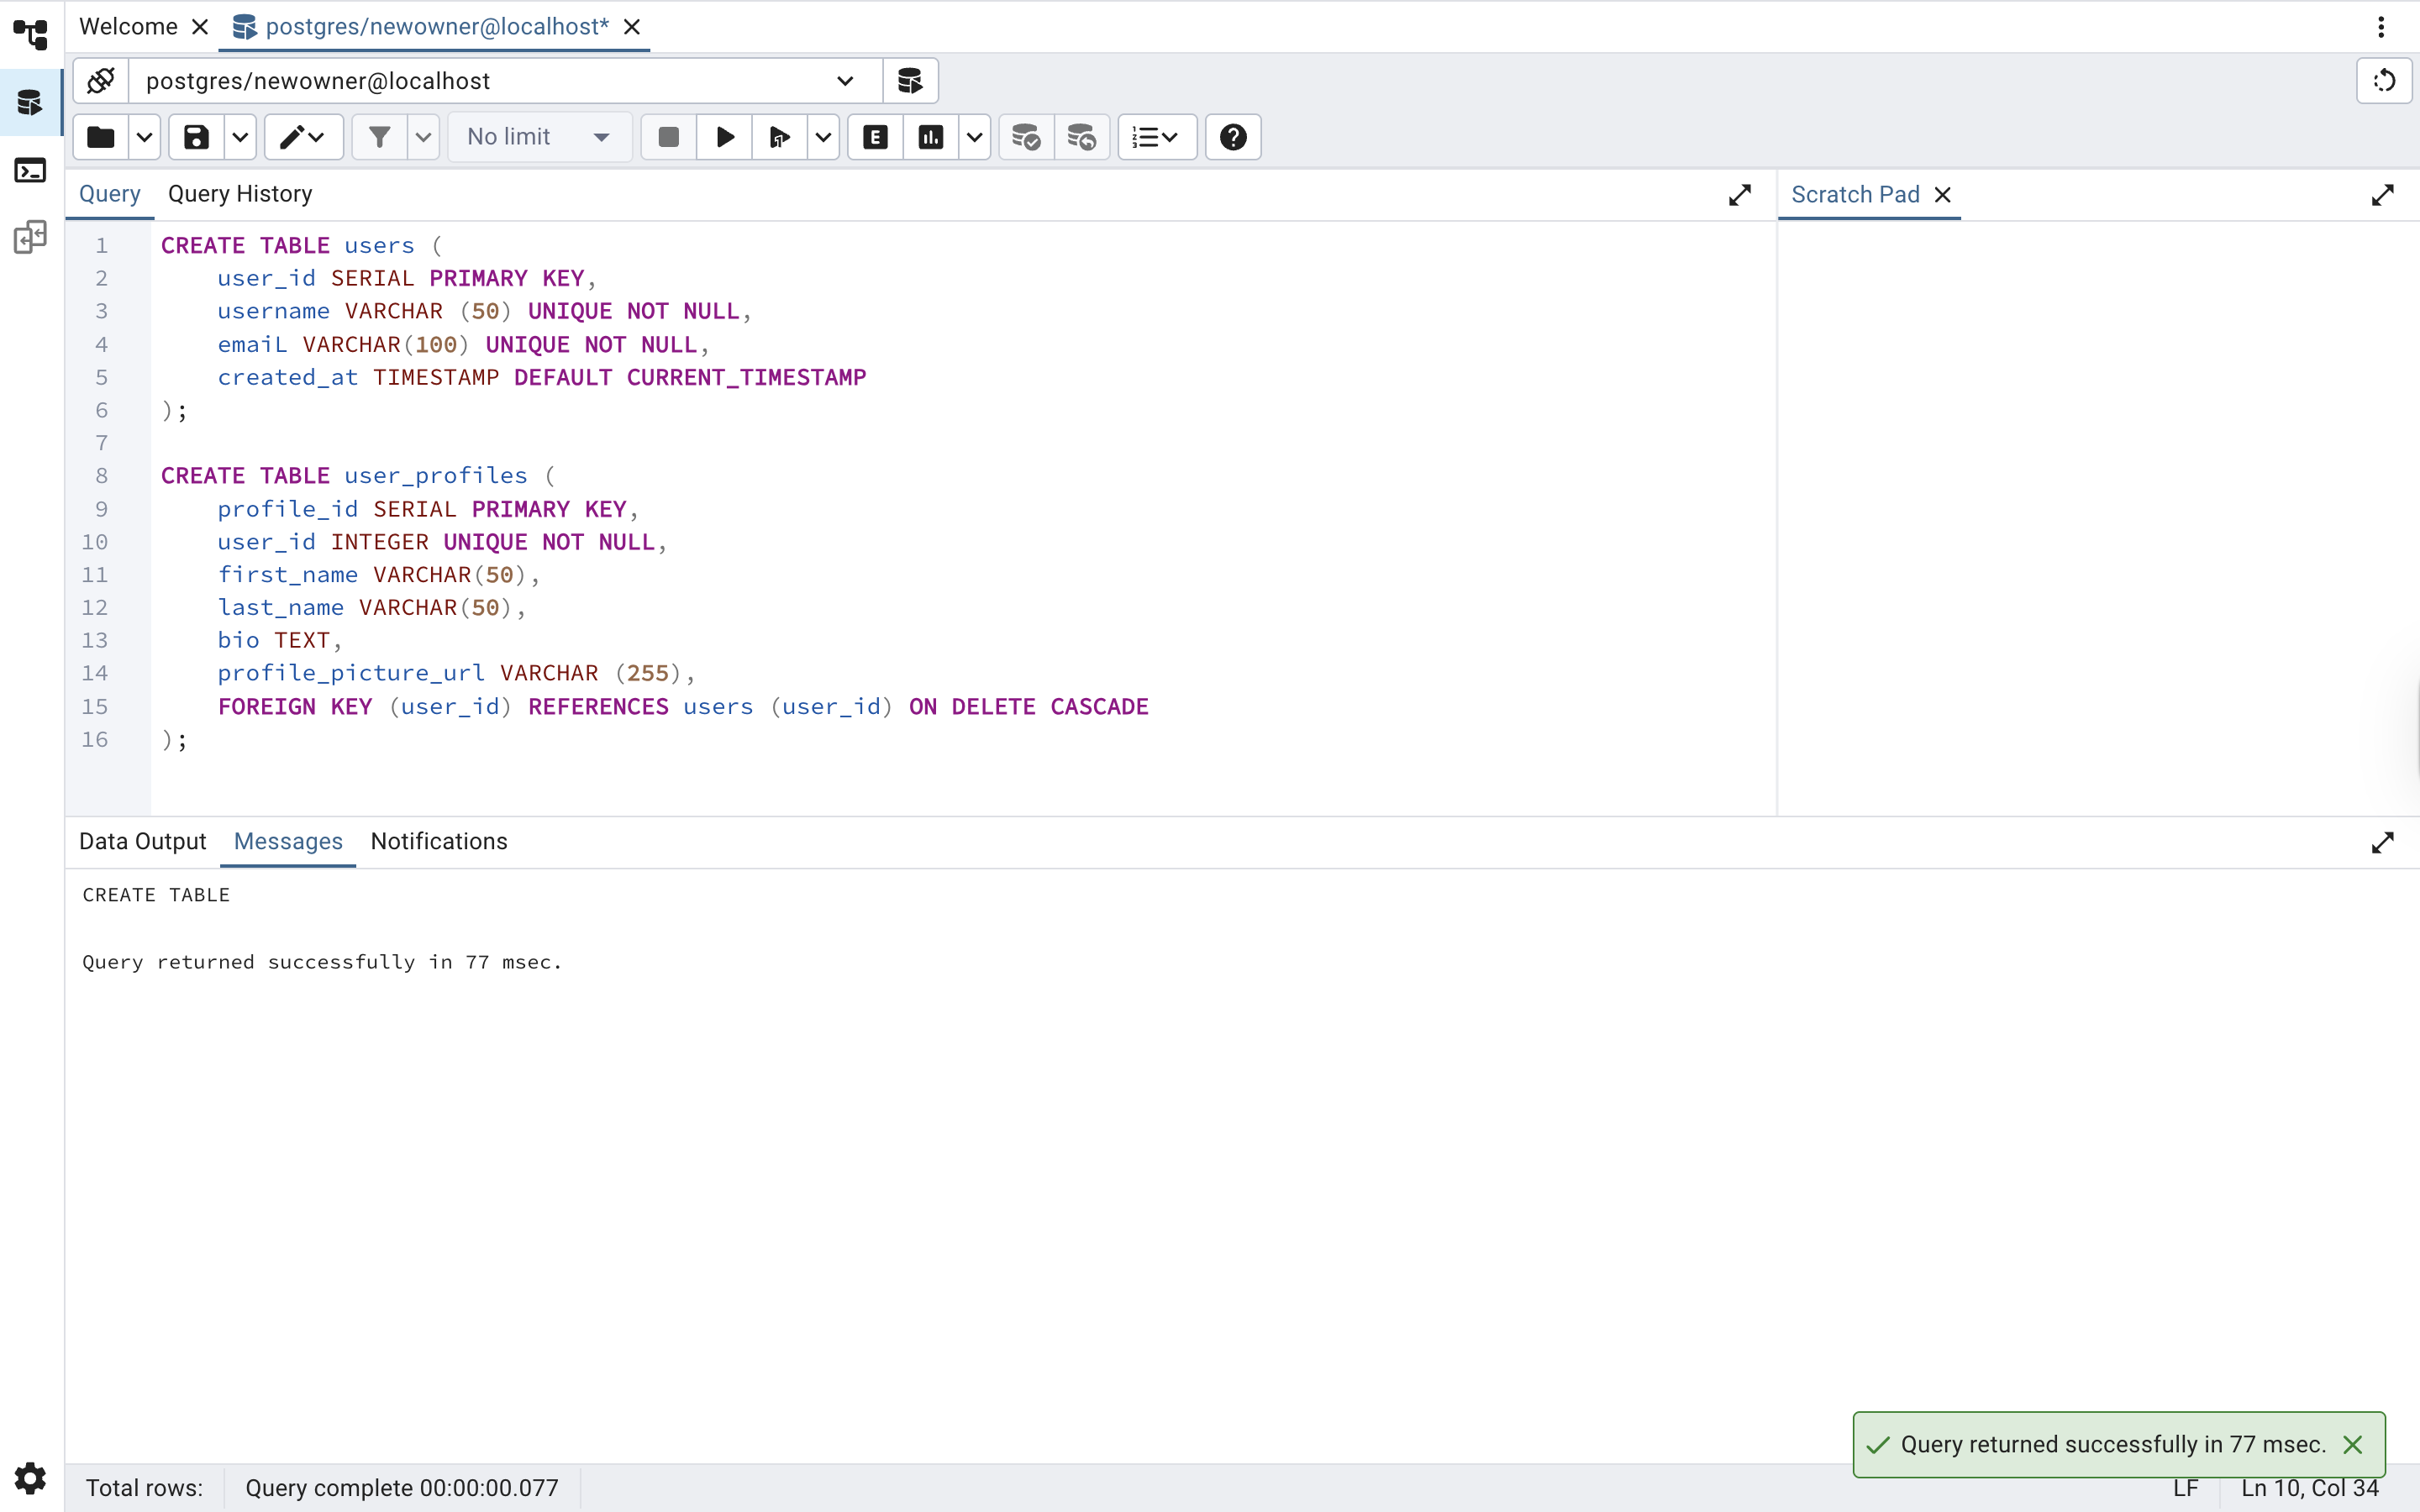 Welcome
postgres/newowner@localhost*
postgres/newowner@localhost
No limit
E
Query
Query History
Scratch Pad
1 CREATE TABLE users (
2 user_id SERIAL PRIMARY KEY,
3 username VARCHAR (50) UNIQUE NOT NULL,
4 emaiL VARCHAR(100) UNIQUE NOT NULL,
5 created_at TIMESTAMP DEFAULT CURRENT_TIMESTAMP
6 );
7
8 CREATE TABLE user_profiles (
9 profile_id SERIAL PRIMARY KEY,
10 user_id INTEGER UNIQUE NOT NULL,
11 first_name VARCHAR(50),
12 last_name VARCHAR(50),
13 bio TEXT,
14 profile_picture_url VARCHAR (255),
15 FOREIGN KEY (user_id) REFERENCES users (user_id) ON DELETE CASCADE
16 );
Data Output
Messages
Notifications
CREATE TABLE
Query returned successfully in 77 msec.
Query returned successfully in 77 msec.
Total rows:
Query complete 00:00:00.077
LF
Ln 10, Col 34